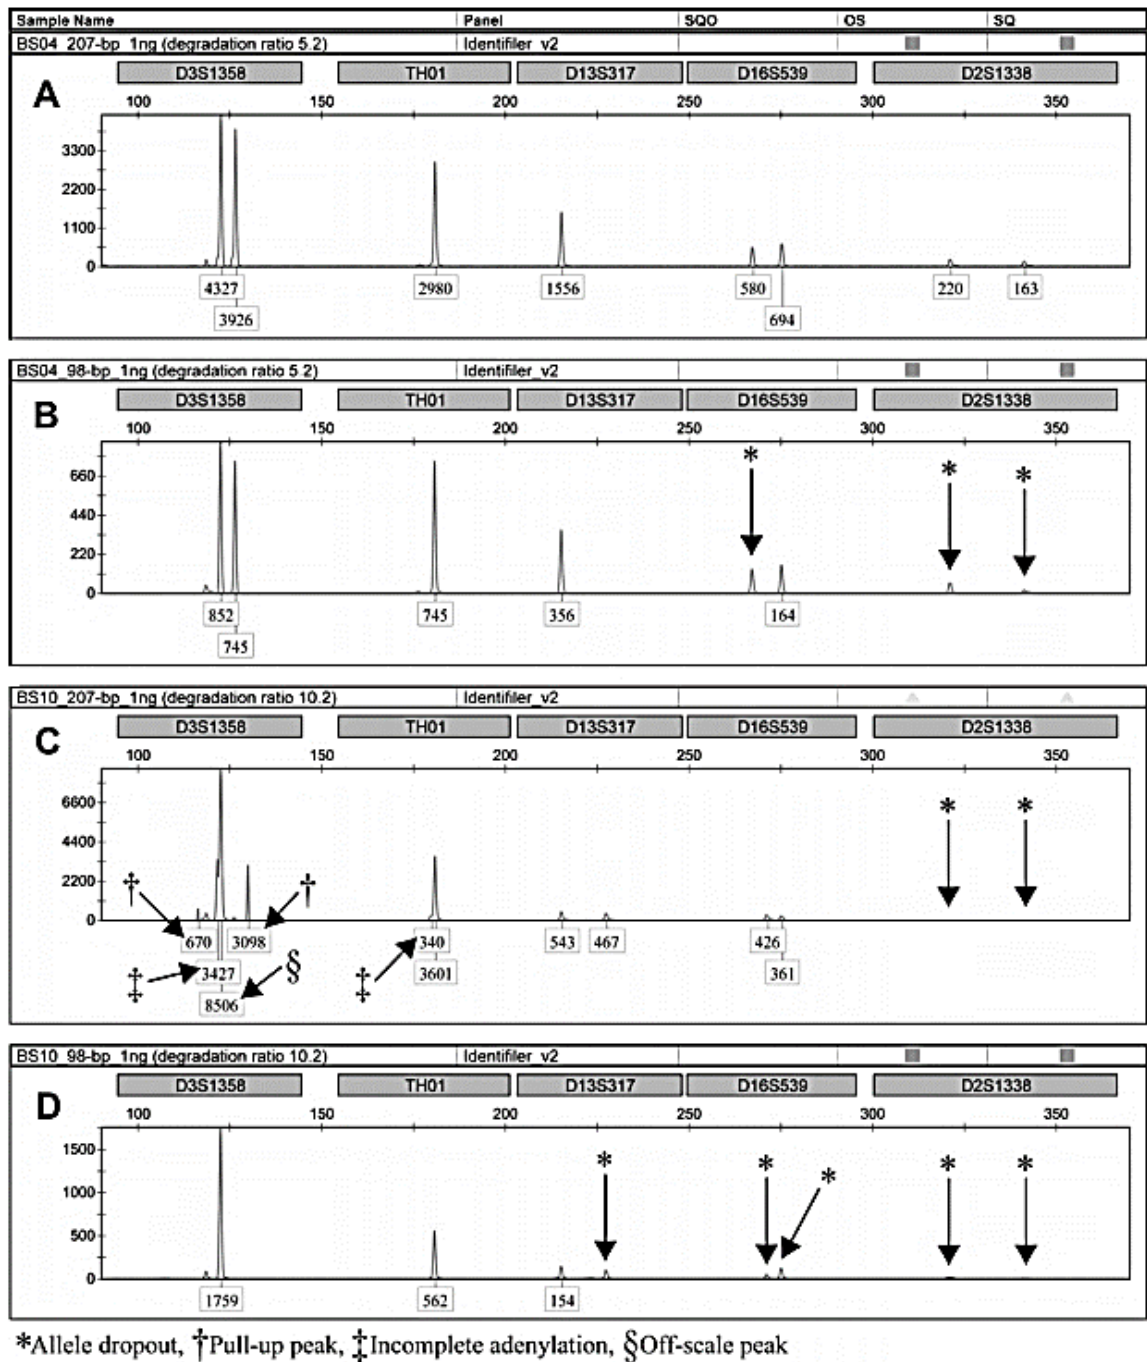 Sample Name Panel SQO OS SQ
BS04_207-bp_1ng (degradation ratio 5.2) Identifiler_v2
A
D3S1358 TH01 D13S317 D16S539 D2S1338
100 150 200 250 300 350
3300
2200
1100
0
4327 2980 1556 580 220 163
3926 694
BS04_98-bp_1ng (degradation ratio 5 2) Identifiler_v2
B
D3S1358 TH01 D13S317 D16S539 D2S1338
100 150 200 250 300 350
* * *
660
440
220
0
852 745 356 164
745
BS10_207-bp_1ng (degradation ratio 10.2) Identifiler_v2
C
D3S1358 TH01 D13S317 D16S539 D2S1338
100 150 200 250 300 350
6600
* *
4400
2200
‡ †
0
670 3098 340 543 467 426
‡ 3427 § ‡ 3601 361
8506
BS10_98-bp_1ng (degradation ratio 10.2) Identifiler_v2
D
D3S1358 TH01 D13S317 D16S539 D2S1338
100 150 200 250 300 350
1500
* * * * *
1000
500
0
1759 562 154
*Allele dropout, †Pull-up peak, ‡Incomplete adenylation, §Off-scale peak